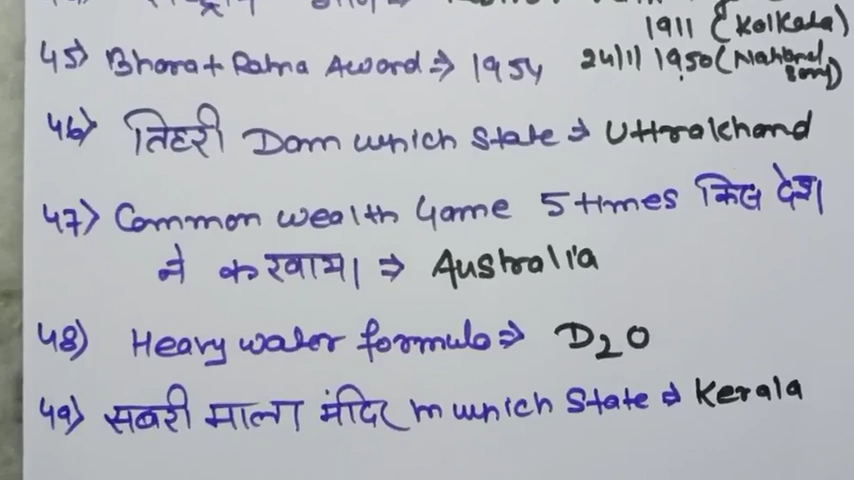 राष्ट्रीय
1911 (Kolkata)
45) Bharat Ratna Award ⇒ 1954 24/1/1950 (National Song)
46) तिहरी Dam which State ⇒ Uttrakhand
47) Common wealth Game 5 times किस देश
ने करवाया ⇒ Australia
48) Heavy water formula ⇒ D₂O
49) सबरी माला मंदिर in which State ⇒ Kerala